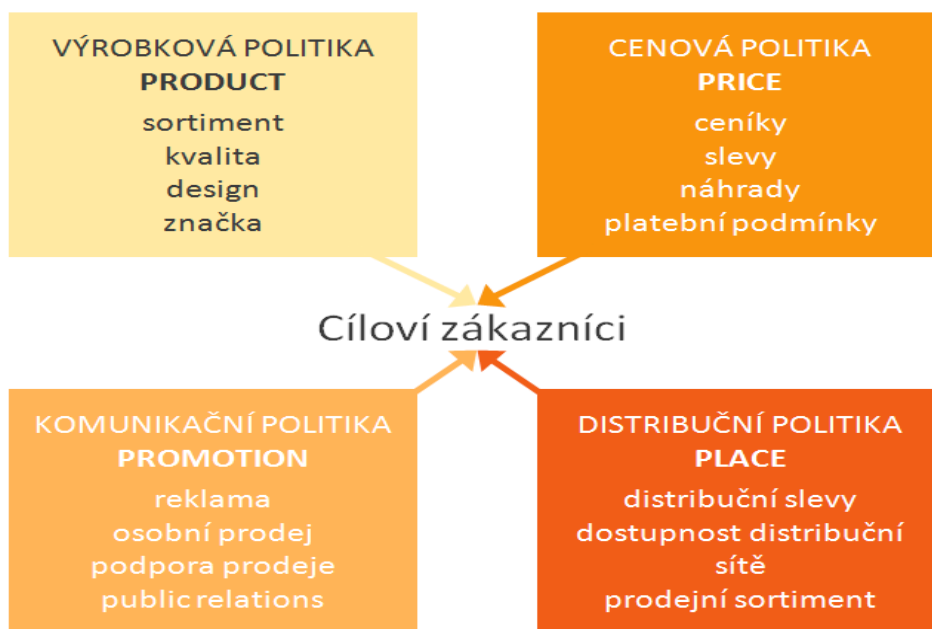 VÝROBKOVÁ POLITIKA
PRODUCT
sortiment
kvalita
design
značka
CENOVÁ POLITIKA
PRICE
ceníky
slevy
náhrady
platební podmínky
Cíloví zákazníci
KOMUNIKAČNÍ POLITIKA
PROMOTION
reklama
osobní prodej
podpora prodeje
public relations
DISTRIBUČNÍ POLITIKA
PLACE
distribuční slevy
dostupnost distribuční
sítě
prodejní sortiment